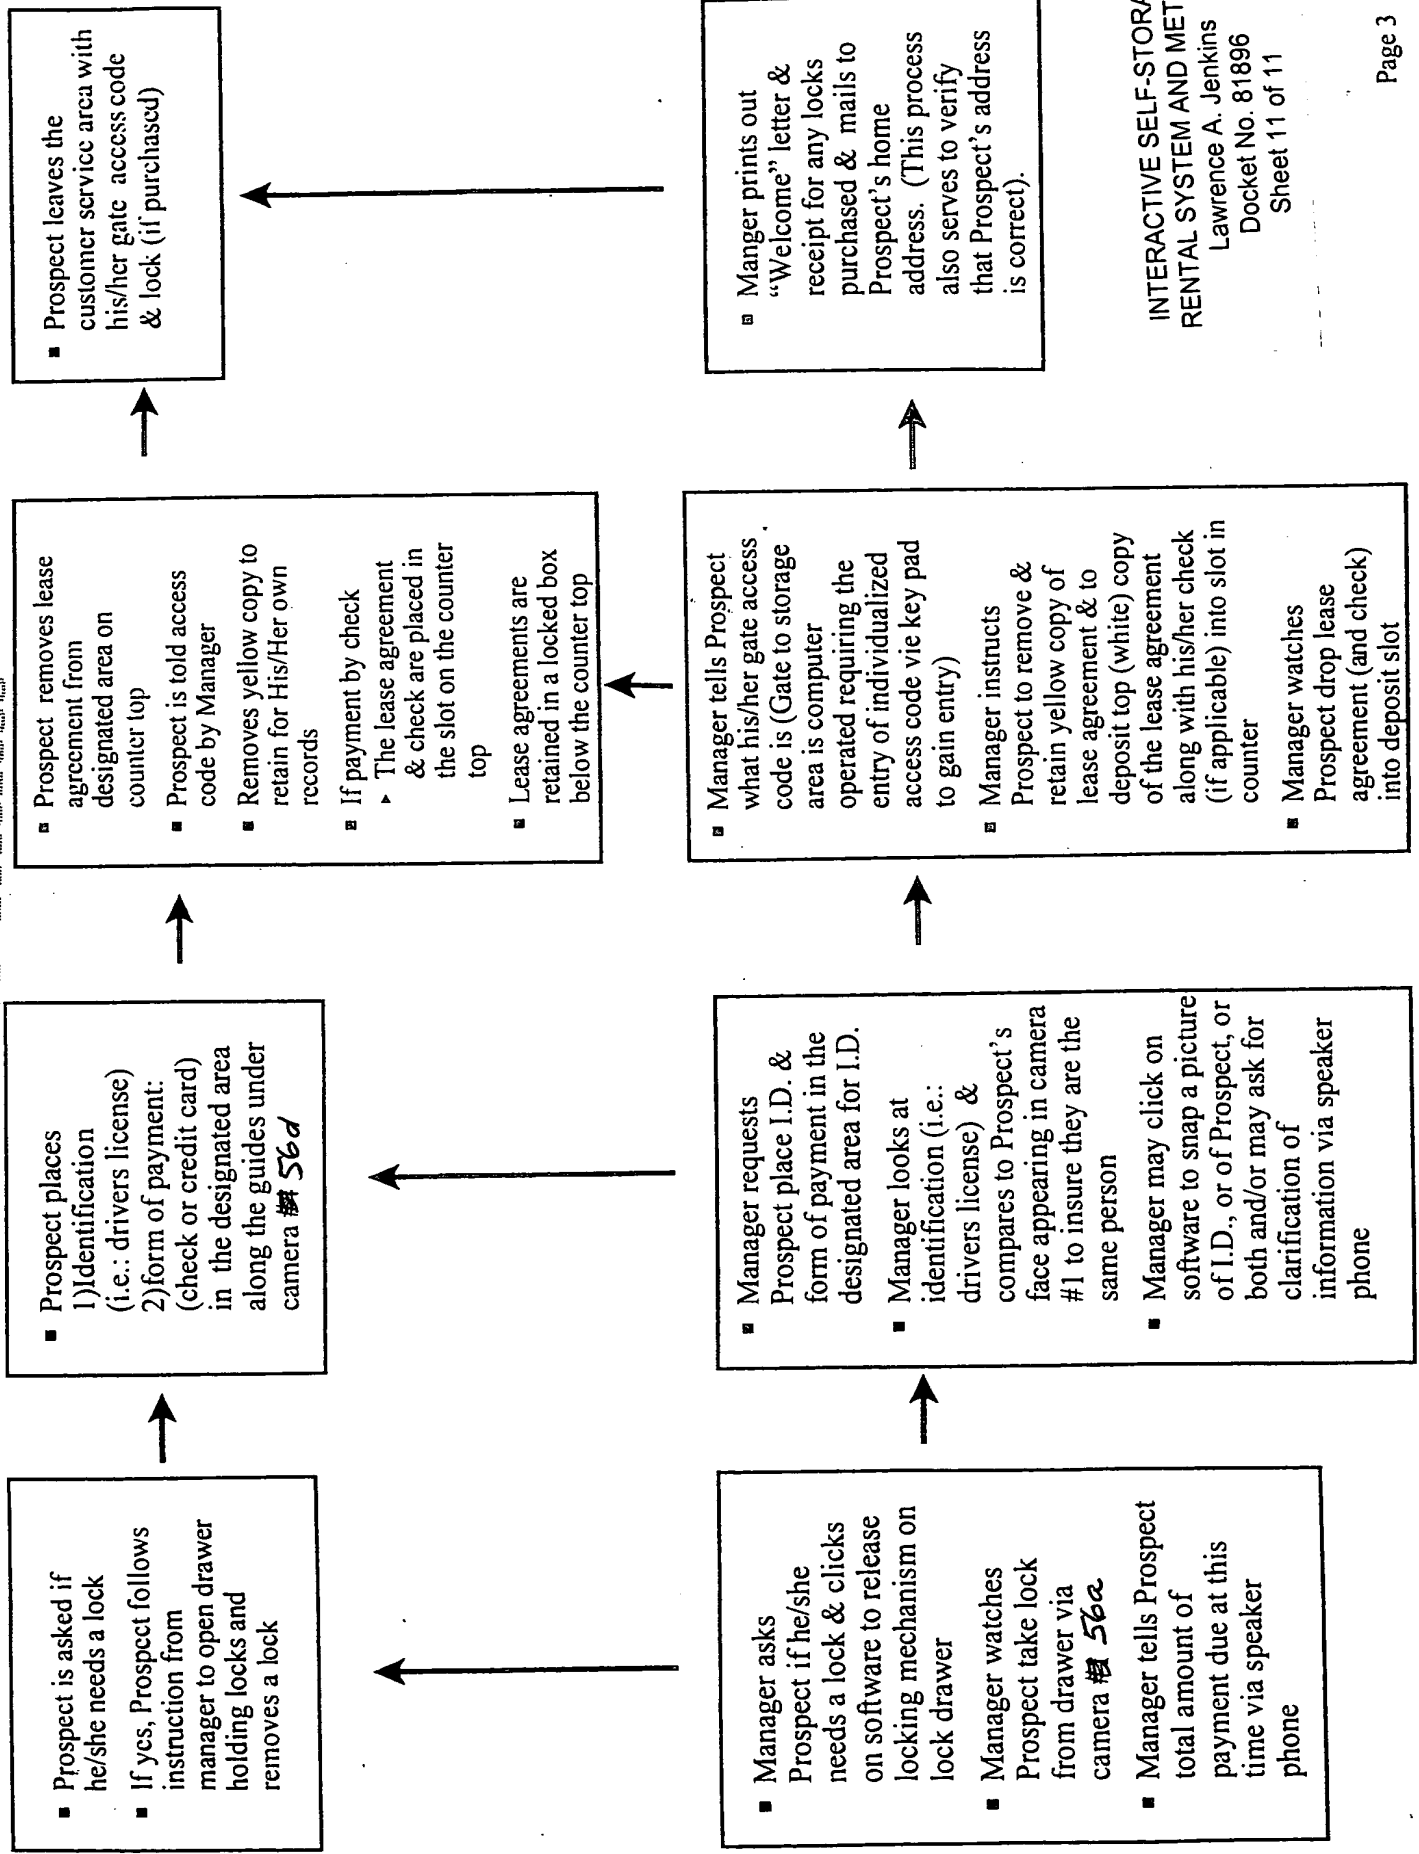 Prospect is asked if
he/she needs a lock
If yes, Prospect follows
instruction from
manager to open drawer
holding locks and
removes a lock
Prospect places
1)Identification
(i.e.: drivers license)
2)form of payment:
(check or credit card)
in the designated area
along the guides under
camera 56d
Prospect removes lease
agreement from
designated area on
counter top
Prospect is told access
code by Manager
Removes yellow copy to
retain for His/Her own
records
If payment by check
The lease agreement
& check are placed in
the slot on the counter
top
Lease agreements are
retained in a locked box
below the counter top
Prospect leaves the
customer service area with
his/her gate access code
& lock (if purchased)
Manager asks
Prospect if he/she
needs a lock & clicks
on software to release
locking mechanism on
lock drawer
Manager watches
Prospect take lock
from drawer via
camera 56a
Manager tells Prospect
total amount of
payment due at this
time via speaker
phone
Manager requests
Prospect place I.D. &
form of payment in the
designated area for I.D.
Manager looks at
identification (i.e.:
drivers license) &
compares to Prospect's
face appearing in camera
#1 to insure they are the
same person
Manager may click on
software to snap a picture
of I.D., or of Prospect, or
both and/or may ask for
clarification of
information via speaker
phone
Manager tells Prospect
what his/her gate access
code is (Gate to storage
area is computer
operated requiring the
entry of individualized
access code vie key pad
to gain entry)
Manager instructs
Prospect to remove &
retain yellow copy of
lease agreement & to
deposit top (white) copy
of the lease agreement
along with his/her check
(if applicable) into slot in
counter
Manager watches
Prospect drop lease
agreement (and check)
into deposit slot
Manger prints out
“Welcome” letter &
receipt for any locks
purchased & mails to
Prospect's home
address. (This process
also serves to verify
that Prospect's address
is correct).
INTERACTIVE SELF-STORA
RENTAL SYSTEM AND MET
Lawrence A. Jenkins
Docket No. 81896
Sheet 11 of 11
Page 3